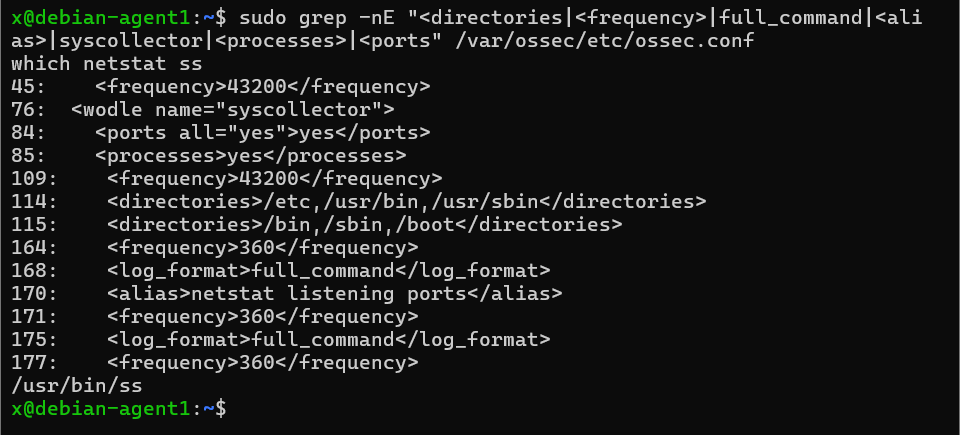 x@debian-agent1:~$ sudo grep -nE "<directories|<frequency>|full_command|<ali
as>|syscollector|<processes>|<ports" /var/ossec/etc/ossec.conf
which netstat ss
45:    <frequency>43200</frequency>
76:  <wodle name="syscollector">
84:    <ports all="yes">yes</ports>
85:    <processes>yes</processes>
109:    <frequency>43200</frequency>
114:    <directories>/etc,/usr/bin,/usr/sbin</directories>
115:    <directories>/bin,/sbin,/boot</directories>
164:    <frequency>360</frequency>
168:    <log_format>full_command</log_format>
170:    <alias>netstat listening ports</alias>
171:    <frequency>360</frequency>
175:    <log_format>full_command</log_format>
177:    <frequency>360</frequency>
/usr/bin/ss
x@debian-agent1:~$